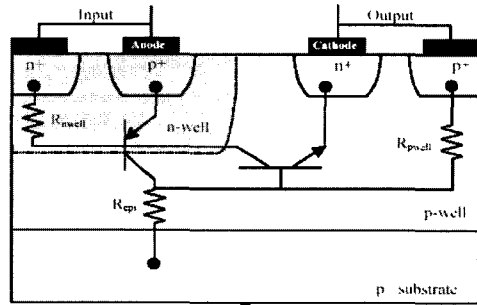 Input
Output
Anode
Cathode
n+
p+
n+
p+
Rnwell
n-well
Rpwell
Repi
p-well
p substrate